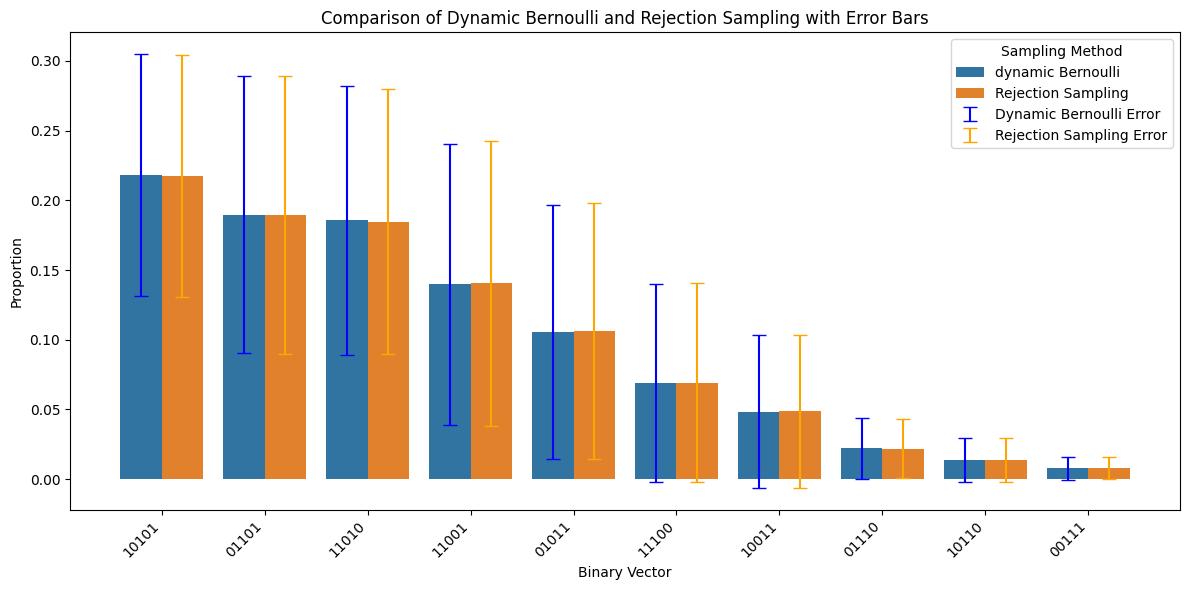 Comparison of Dynamic Bernoulli and Rejection Sampling with Error Bars
Sampling Method
dynamic Bernoulli
Rejection Sampling
Dynamic Bernoulli Error
Rejection Sampling Error
Proportion
0.30
0.25
0.20
0.15
0.10
0.05
0.00
10101
01101
11010
11001
01011
11100
10011
01110
10110
00111
Binary Vector